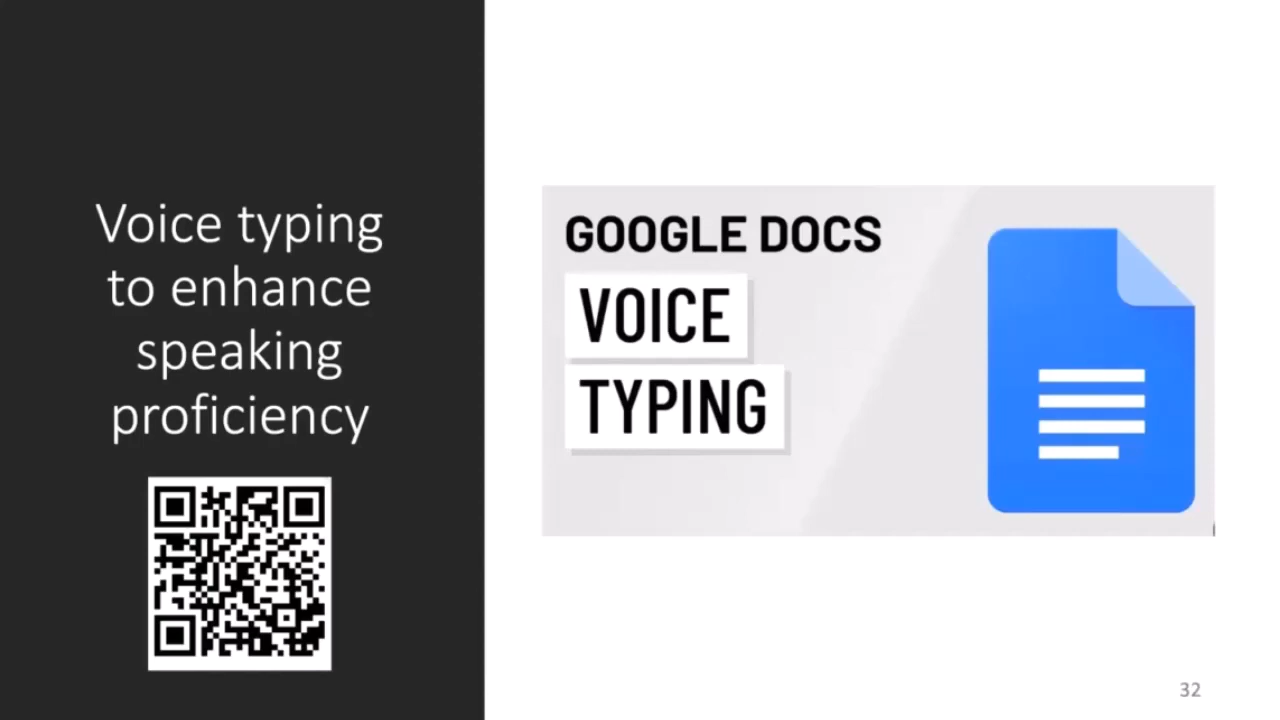 Voice typing
to enhance
speaking
proficiency
GOOGLE DOCS
VOICE
TYPING
32